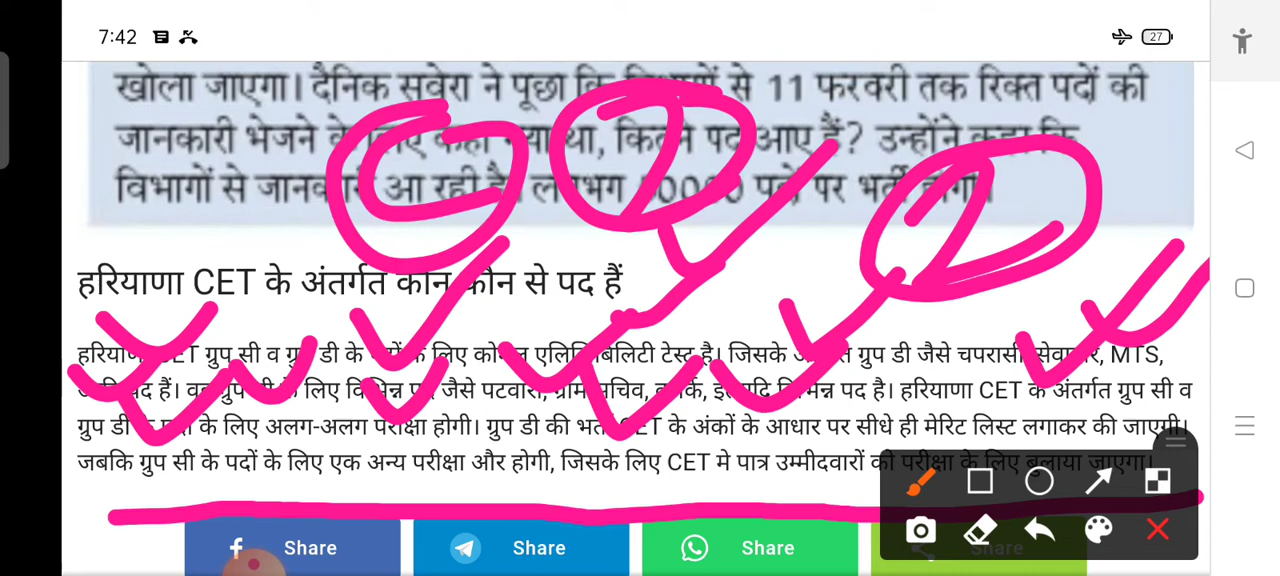 7:42
27
खोला जाएगा। दैनिक सवेरा ने पूछा कि से 11 फरवरी तक रिक्त पदों की
जानकारी भेजने के लिए कहा गया था, कितने पद आए हैं? उन्होंने कहा कि
विभागों से जानकारी आ रही है। लगभग पदों पर भर्ती होगी।
हरियाणा CET के अंतर्गत कौन कौन से पद हैं
हरियाणा CET ग्रुप सी व ग्रुप डी के पदों के लिए कॉमन एलिजिबिलिटी टेस्ट है। जिसके ग्रुप डी जैसे चपरासी, सेवादार, MTS,
पद हैं। ग्रुप सी के लिए विभिन्न पद जैसे पटवारी, ग्राम सचिव, क्लर्क, इत्यादि विभिन्न पद है। हरियाणा CET के अंतर्गत ग्रुप सी व
ग्रुप डी के पदों के लिए अलग-अलग परीक्षा होगी। ग्रुप डी की भर्ती CET के अंकों के आधार पर सीधे ही मेरिट लिस्ट लगाकर की जाएगी।
जबकि ग्रुप सी के पदों के लिए एक अन्य परीक्षा और होगी, जिसके लिए CET मे पात्र उम्मीदवारों की परीक्षा के लिए बुलाया जाएगा।
Share Share Share Share